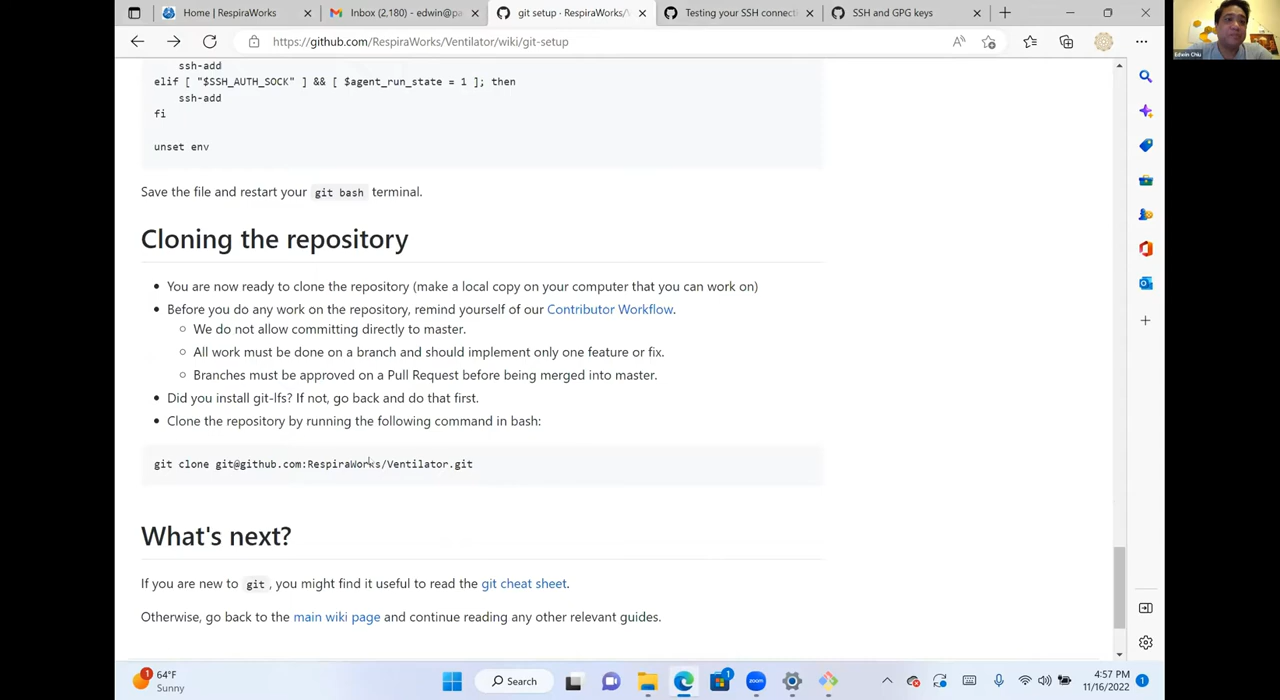 Home | RespiraWorks
Inbox (2,180) - edwin@pa
git setup · RespiraWorks/
Testing your SSH connecti
SSH and GPG keys
https://github.com/RespiraWorks/Ventilator/wiki/git-setup
Edwin Chiu
ssh-add
elif [ "$SSH_AUTH_SOCK" ] && [ $agent_run_state = 1 ]; then
ssh-add
fi
unset env
Save the file and restart your git bash terminal.
Cloning the repository
You are now ready to clone the repository (make a local copy on your computer that you can work on)
Before you do any work on the repository, remind yourself of our Contributor Workflow.
We do not allow committing directly to master.
All work must be done on a branch and should implement only one feature or fix.
Branches must be approved on a Pull Request before being merged into master.
Did you install git-lfs? If not, go back and do that first.
Clone the repository by running the following command in bash:
git clone git@github.com:RespiraWorks/Ventilator.git
What's next?
If you are new to git, you might find it useful to read the git cheat sheet.
Otherwise, go back to the main wiki page and continue reading any other relevant guides.
1
64°F
Sunny
Search
1
zoom
4:57 PM
11/16/2022
1